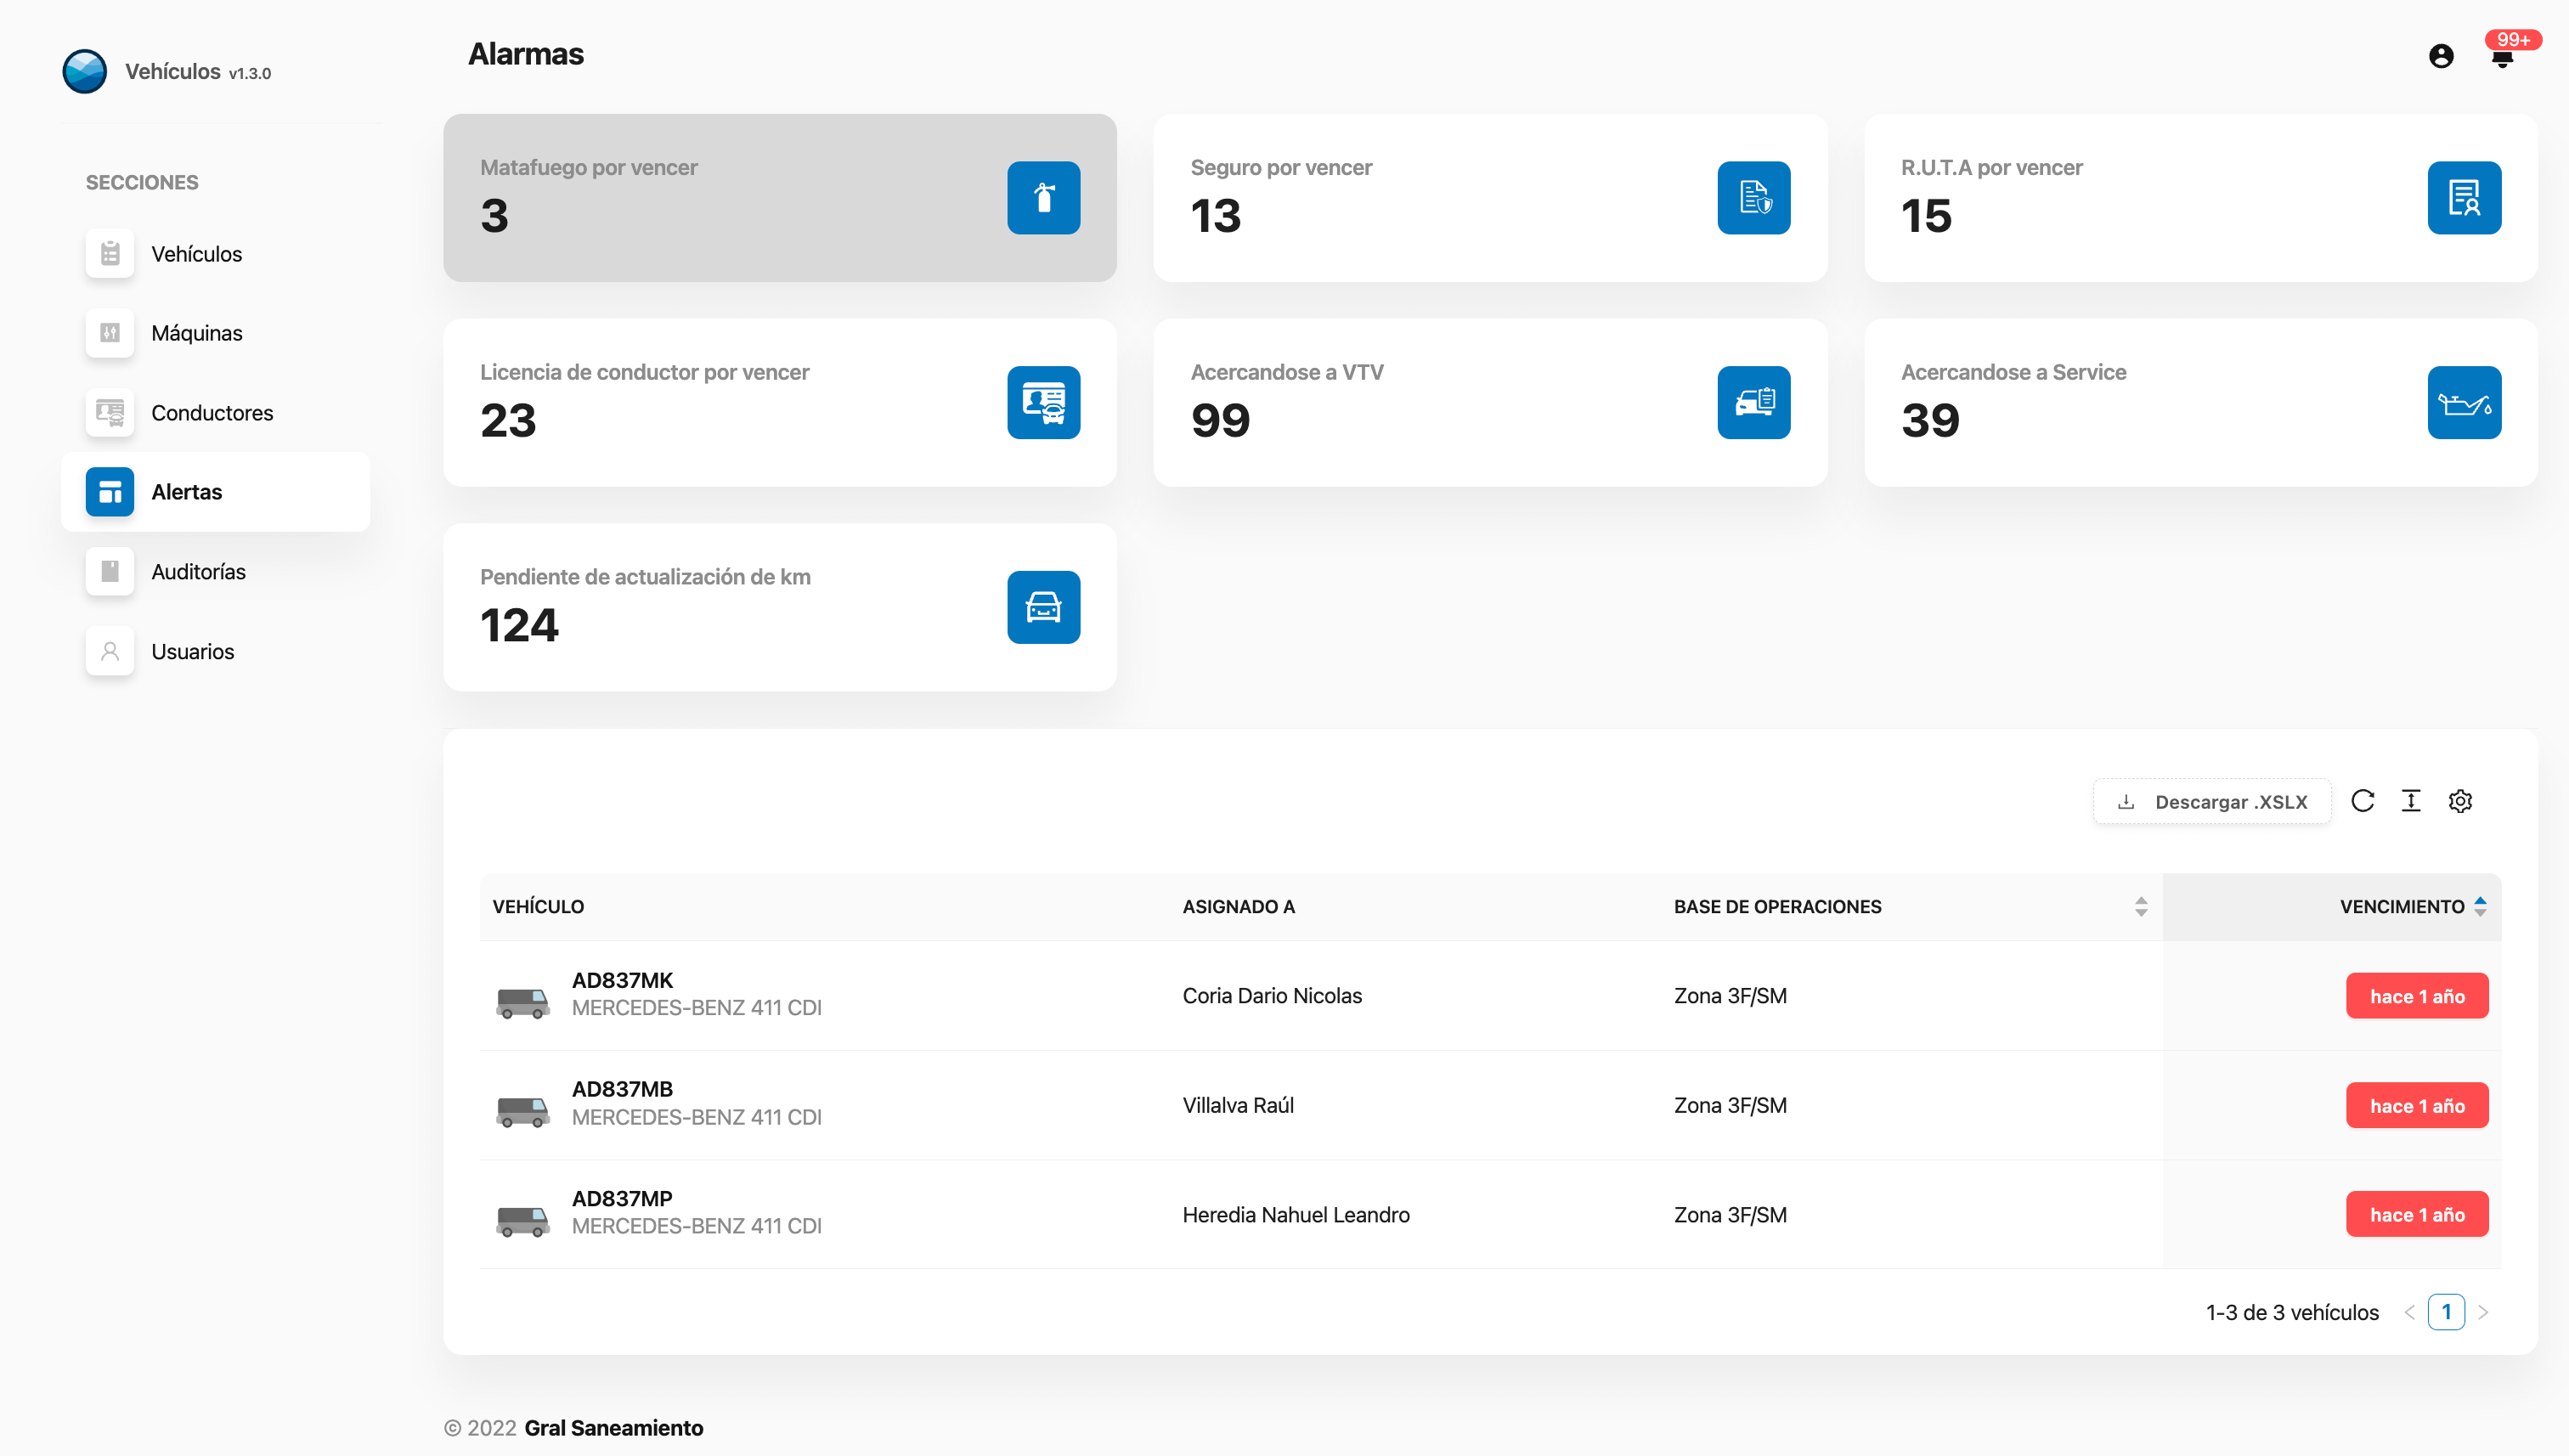 Vehículos v1.3.0
SECCIONES
Vehículos
Máquinas
Conductores
Alertas
Auditorías
Usuarios
Alarmas
99+
Matafuego por vencer
3
Seguro por vencer
13
R.U.T.A por vencer
15
Licencia de conductor por vencer
23
Acercandose a VTV
99
Acercandose a Service
39
Pendiente de actualización de km
124
Descargar .XSLX
VEHÍCULO ASIGNADO A BASE DE OPERACIONES VENCIMIENTO
AD837MK
MERCEDES-BENZ 411 CDI
Coria Dario Nicolas
Zona 3F/SM
hace 1 año
AD837MB
MERCEDES-BENZ 411 CDI
Villalva Raúl
Zona 3F/SM
hace 1 año
AD837MP
MERCEDES-BENZ 411 CDI
Heredia Nahuel Leandro
Zona 3F/SM
hace 1 año
1-3 de 3 vehículos < 1 >
© 2022 Gral Saneamiento